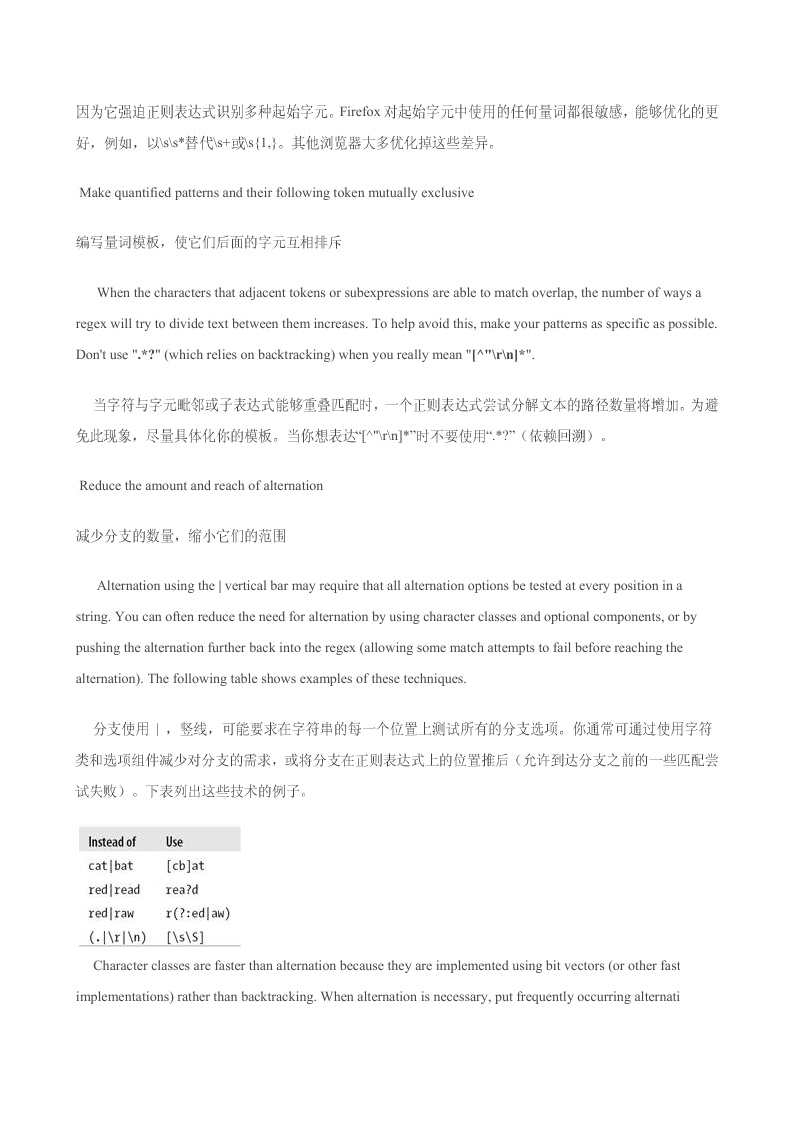 因为它强迫正则表达式识别多种起始字元。Firefox 对起始字元中使用的任何量词都很敏感，能够优化的更
好，例如，以\s\s*替代\s+或\s{1,}。其他浏览器大多优化掉这些差异。
Make quantified patterns and their following token mutually exclusive
编写量词模板，使它们后面的字元互相排斥
When the characters that adjacent tokens or subexpressions are able to match overlap, the number of ways a
regex will try to divide text between them increases. To help avoid this, make your patterns as specific as possible.
Don't use ".*?" (which relies on backtracking) when you really mean "[^"\r\n]*".
当字符与字元毗邻或子表达式能够重叠匹配时，一个正则表达式尝试分解文本的路径数量将增加。为避
免此现象，尽量具体化你的模板。当你想表达“[^"\r\n]*”时不要使用“.*?”（依赖回溯）。
Reduce the amount and reach of alternation
减少分支的数量，缩小它们的范围
Alternation using the | vertical bar may require that all alternation options be tested at every position in a
string. You can often reduce the need for alternation by using character classes and optional components, or by
pushing the alternation further back into the regex (allowing some match attempts to fail before reaching the
alternation). The following table shows examples of these techniques.
分支使用 | ，竖线，可能要求在字符串的每一个位置上测试所有的分支选项。你通常可通过使用字符
类和选项组件减少对分支的需求，或将分支在正则表达式上的位置推后（允许到达分支之前的一些匹配尝
试失败）。下表列出这些技术的例子。
Instead of Use
cat|bat [cb]at
red|read rea?d
red|raw r(?:ed|aw)
(.|\r|\n) [\s\S]
Character classes are faster than alternation because they are implemented using bit vectors (or other fast
implementations) rather than backtracking. When alternation is necessary, put frequently occurring alternati